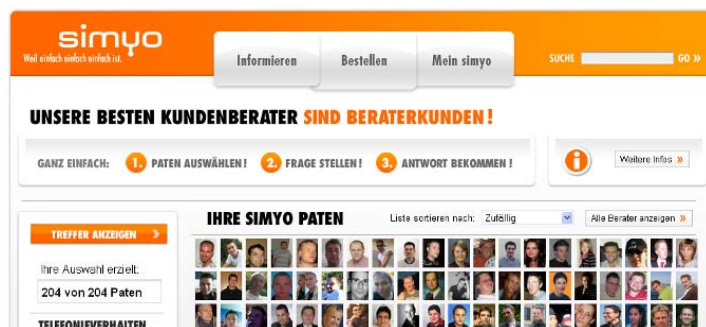 simyo
Weil einfach einfach einfach ist.
Informieren
Bestellen
Mein simyo
SUCHE
GO »
UNSERE BESTEN KUNDENBERATER SIND BERATERKUNDEN!
GANZ EINFACH: 1. PATEN AUSWÄHLEN! 2. FRAGE STELLEN! 3. ANTWORT BEKOMMEN!
i
Weitere Infos »
TREFFER ANZEIGEN
Ihre Auswahl erzielt:
204 von 204 Paten
TELEFONIEVERHALTEN
IHRE SIMYO PATEN
Liste sortieren nach: Zufällig
Alle Berater anzeigen »